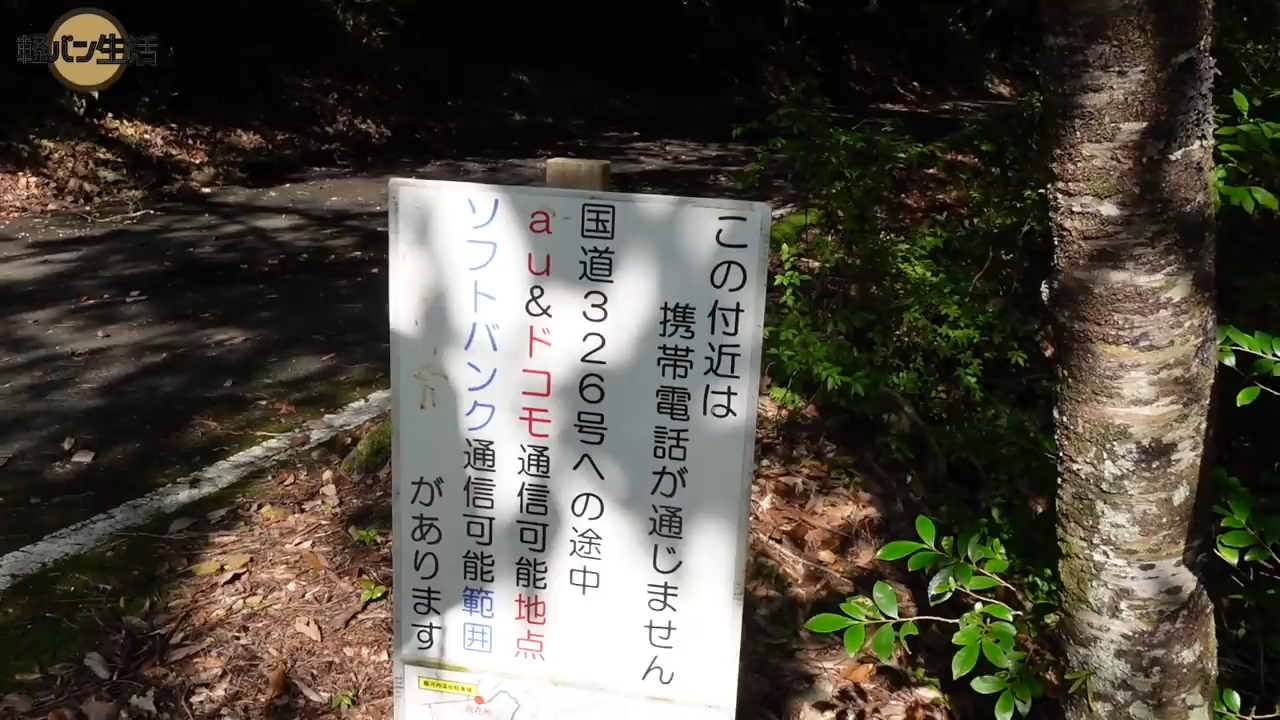 軽バン生活
この付近は
携帯電話が通じません
国道326号への途中
au&ドコモ通信可能地点
ソフトバンク通信可能範囲
があります
現在地